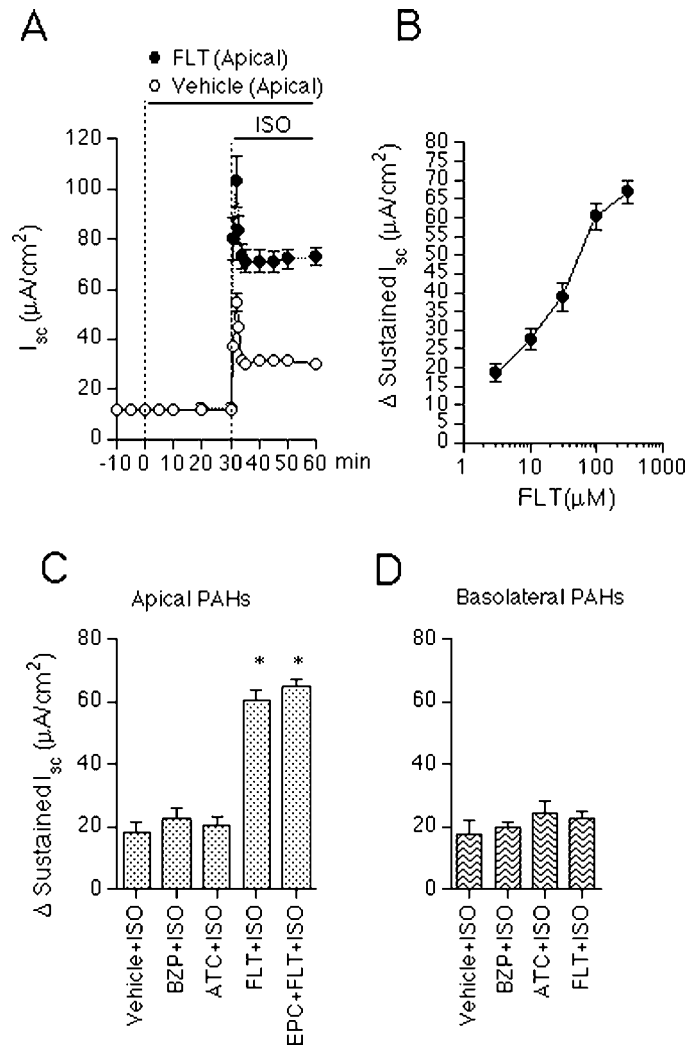 A
FLT (Apical)
Vehicle (Apical)
ISO
120
100
80
60
40
20
0
Isc (μA/cm2)
-10 0 10 20 30 40 50 60 min
B
80
75
70
65
60
55
50
45
40
35
30
25
20
15
10
5
0
Δ Sustained Isc (μA/cm2)
1 10 100 1000
FLT(μM)
C
Apical PAHs
80
60
40
20
0
Δ Sustained Isc (μA/cm2)
* *
Vehicle+ISO
BZP+ISO
ATC+ISO
FLT+ISO
EPC+FLT+ISO
D
Basolateral PAHs
80
60
40
20
0
Vehicle+ISO
BZP+ISO
ATC+ISO
FLT+ISO